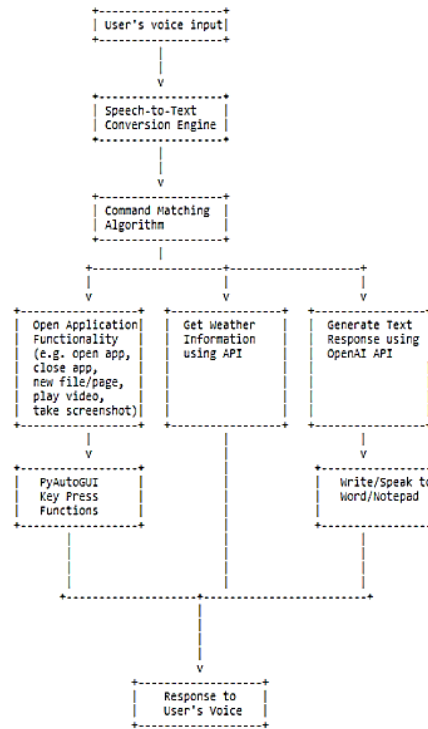 User's voice input
Speech-to-Text
Conversion Engine
Command Matching
Algorithm
Open Application
Functionality
(e.g. open app,
close app,
new file/page,
play video,
take screenshot)
Get Weather
Information
using API
Generate Text
Response using
OpenAI API
PyAutoGUI
Key Press
Functions
Write/Speak to
Word/Notepad
Response to
User's Voice